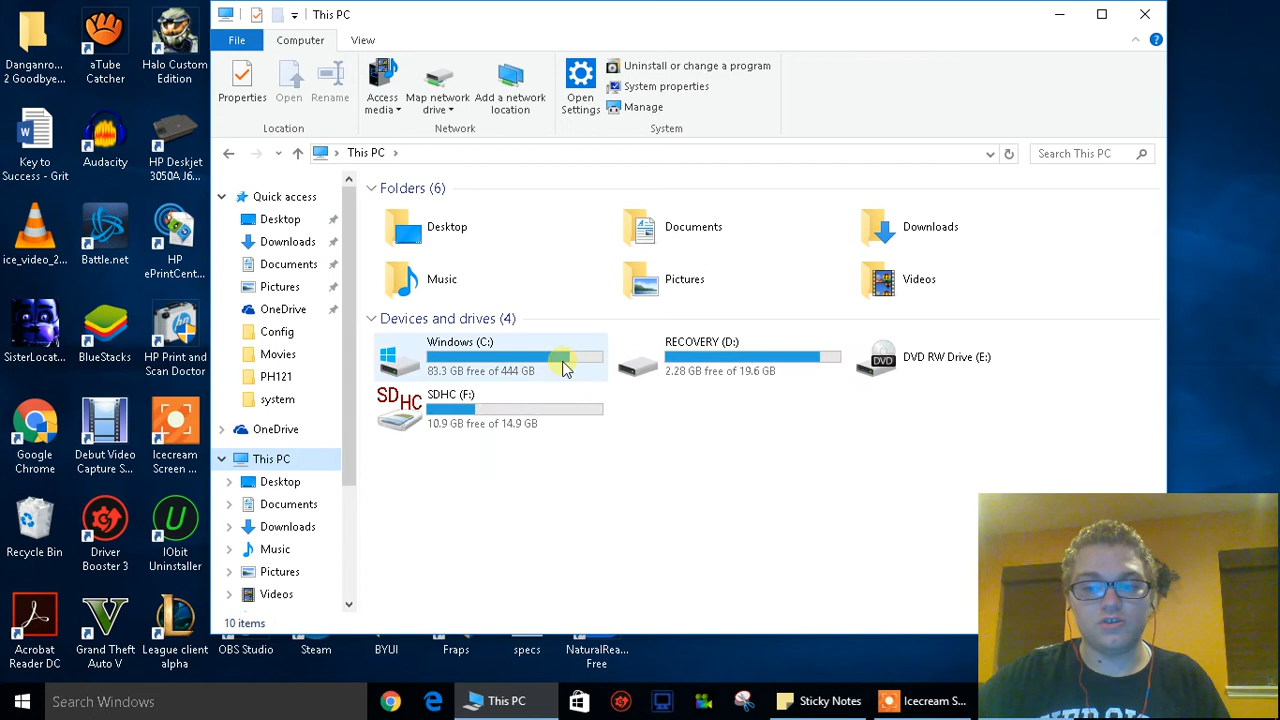 This PC
File
Computer
View
Properties
Open
Rename
Access
media
Map network
drive
Add a network
location
Open
Settings
Uninstall or change a program
System properties
Manage
Location
Network
System
This PC
Search This PC
Quick access
Desktop
Downloads
Documents
Pictures
OneDrive
Config
Movies
PH121
system
OneDrive
This PC
Desktop
Documents
Downloads
Music
Pictures
Videos
Folders (6)
Desktop
Documents
Downloads
Music
Pictures
Videos
Devices and drives (4)
Windows (C:)
83.3 GB free of 444 GB
RECOVERY (D:)
2.28 GB free of 19.6 GB
DVD
DVD RW Drive (E:)
SD HC
SDHC (F:)
10.9 GB free of 14.9 GB
10 items
Danganro...
2 Goodbye...
aTube
Catcher
Halo Custom
Edition
Key to
Success - Grit
Audacity
HP Deskjet
3050A J6...
ice_video_2...
Battle.net
HP
ePrintCent...
SisterLocat...
BlueStacks
HP Print and
Scan Doctor
Google
Chrome
Debut Video
Capture S...
Icecream
Screen ...
Recycle Bin
Driver
Booster 3
IObit
Uninstaller
Acrobat
Reader DC
Grand Theft
Auto V
League client
alpha
OBS Studio
Steam
BYUI
Fraps
specs
NaturalRea...
Free
Search Windows
This PC
Sticky Notes
Icecream S...